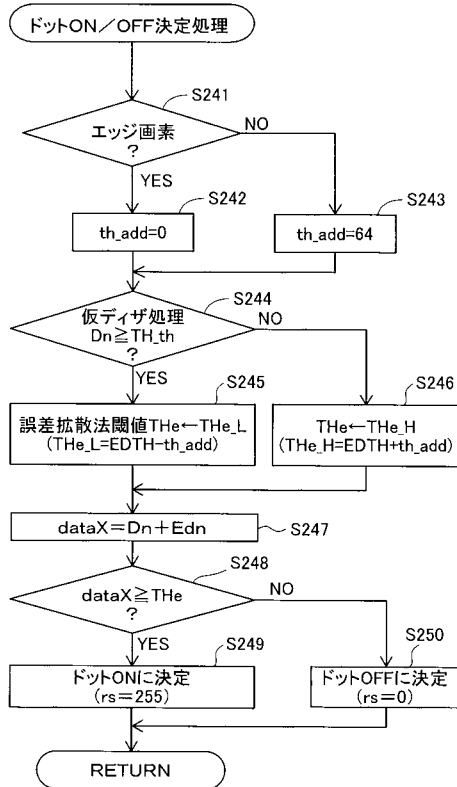 ドットON／OFF決定処理
S241
エッジ画素
?
NO
YES
S242
S243
th_add=0
th_add=64
S244
仮ディザ処理
Dn≧TH_th
?
NO
YES
S245
S246
誤差拡散法閾値THe←THe_L
(THe_L=EDTH−th_add)
THe←THe_H
(THe_H=EDTH+th_add)
dataX=Dn+Edn
S247
S248
dataX≧THe
?
NO
YES
S249
S250
ドットONに決定
(rs=255)
ドットOFFに決定
(rs=0)
RETURN